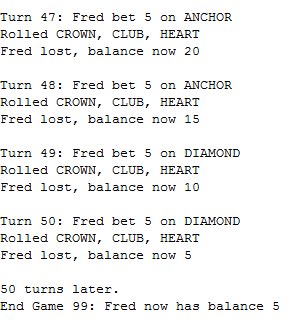 Turn 47: Fred bet 5 on ANCHOR
Rolled CROWN, CLUB, HEART
Fred lost, balance now 20
Turn 48: Fred bet 5 on ANCHOR
Rolled CROWN, CLUB, HEART
Fred lost, balance now 15
Turn 49: Fred bet 5 on DIAMOND
Rolled CROWN, CLUB, HEART
Fred lost, balance now 10
Turn 50: Fred bet 5 on DIAMOND
Rolled CROWN, CLUB, HEART
Fred lost, balance now 5
50 turns later.
End Game 99: Fred now has balance 5